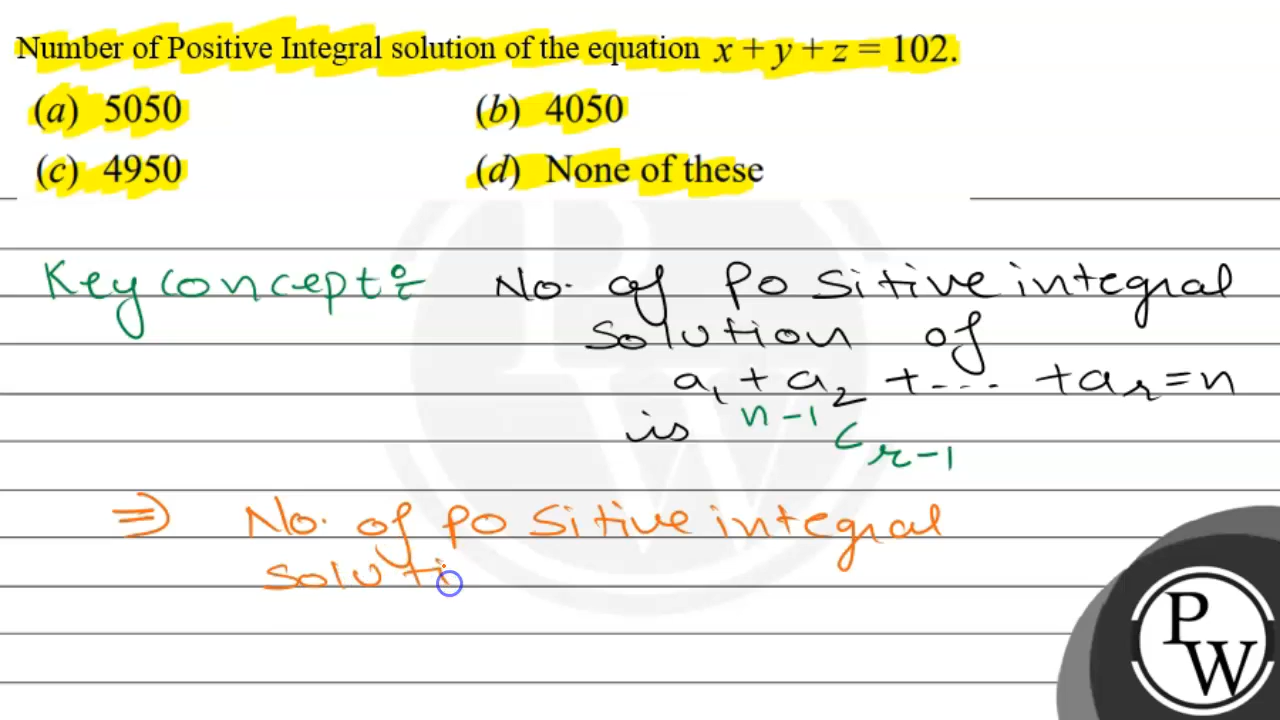 Number of Positive Integral solution of the equation x + y + z = 102.
(a) 5050 (b) 4050
(c) 4950 (d) None of these
Key concept:- No. of positive integral
solution of
a₁ + a₂ + ... + aᵣ = n
is ⁿ⁻¹Cᵣ₋₁
⇒ No. of positive integral
soluti
PW